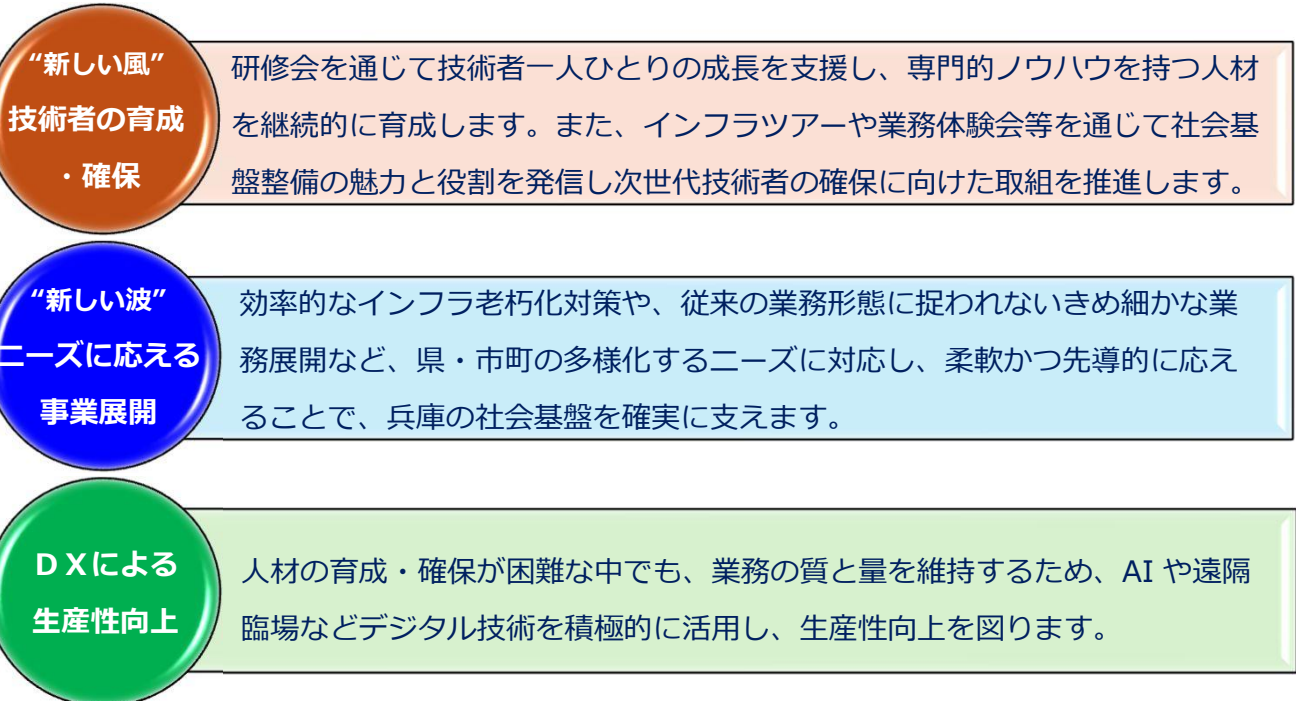 “新しい風”
技術者の育成
・確保
研修会を通じて技術者一人ひとりの成長を支援し、専門的ノウハウを持つ人材
を継続的に育成します。また、インフラツアーや業務体験会等を通じて社会基
盤整備の魅力と役割を発信し次世代技術者の確保に向けた取組を推進します。
“新しい波”
ニーズに応える
事業展開
効率的なインフラ老朽化対策や、従来の業務形態に捉われないきめ細かな業
務展開など、県・市町の多様化するニーズに対応し、柔軟かつ先導的に応え
ることで、兵庫の社会基盤を確実に支えます。
ＤＸによる
生産性向上
人材の育成・確保が困難な中でも、業務の質と量を維持するため、AI や遠隔
臨場などデジタル技術を積極的に活用し、生産性向上を図ります。